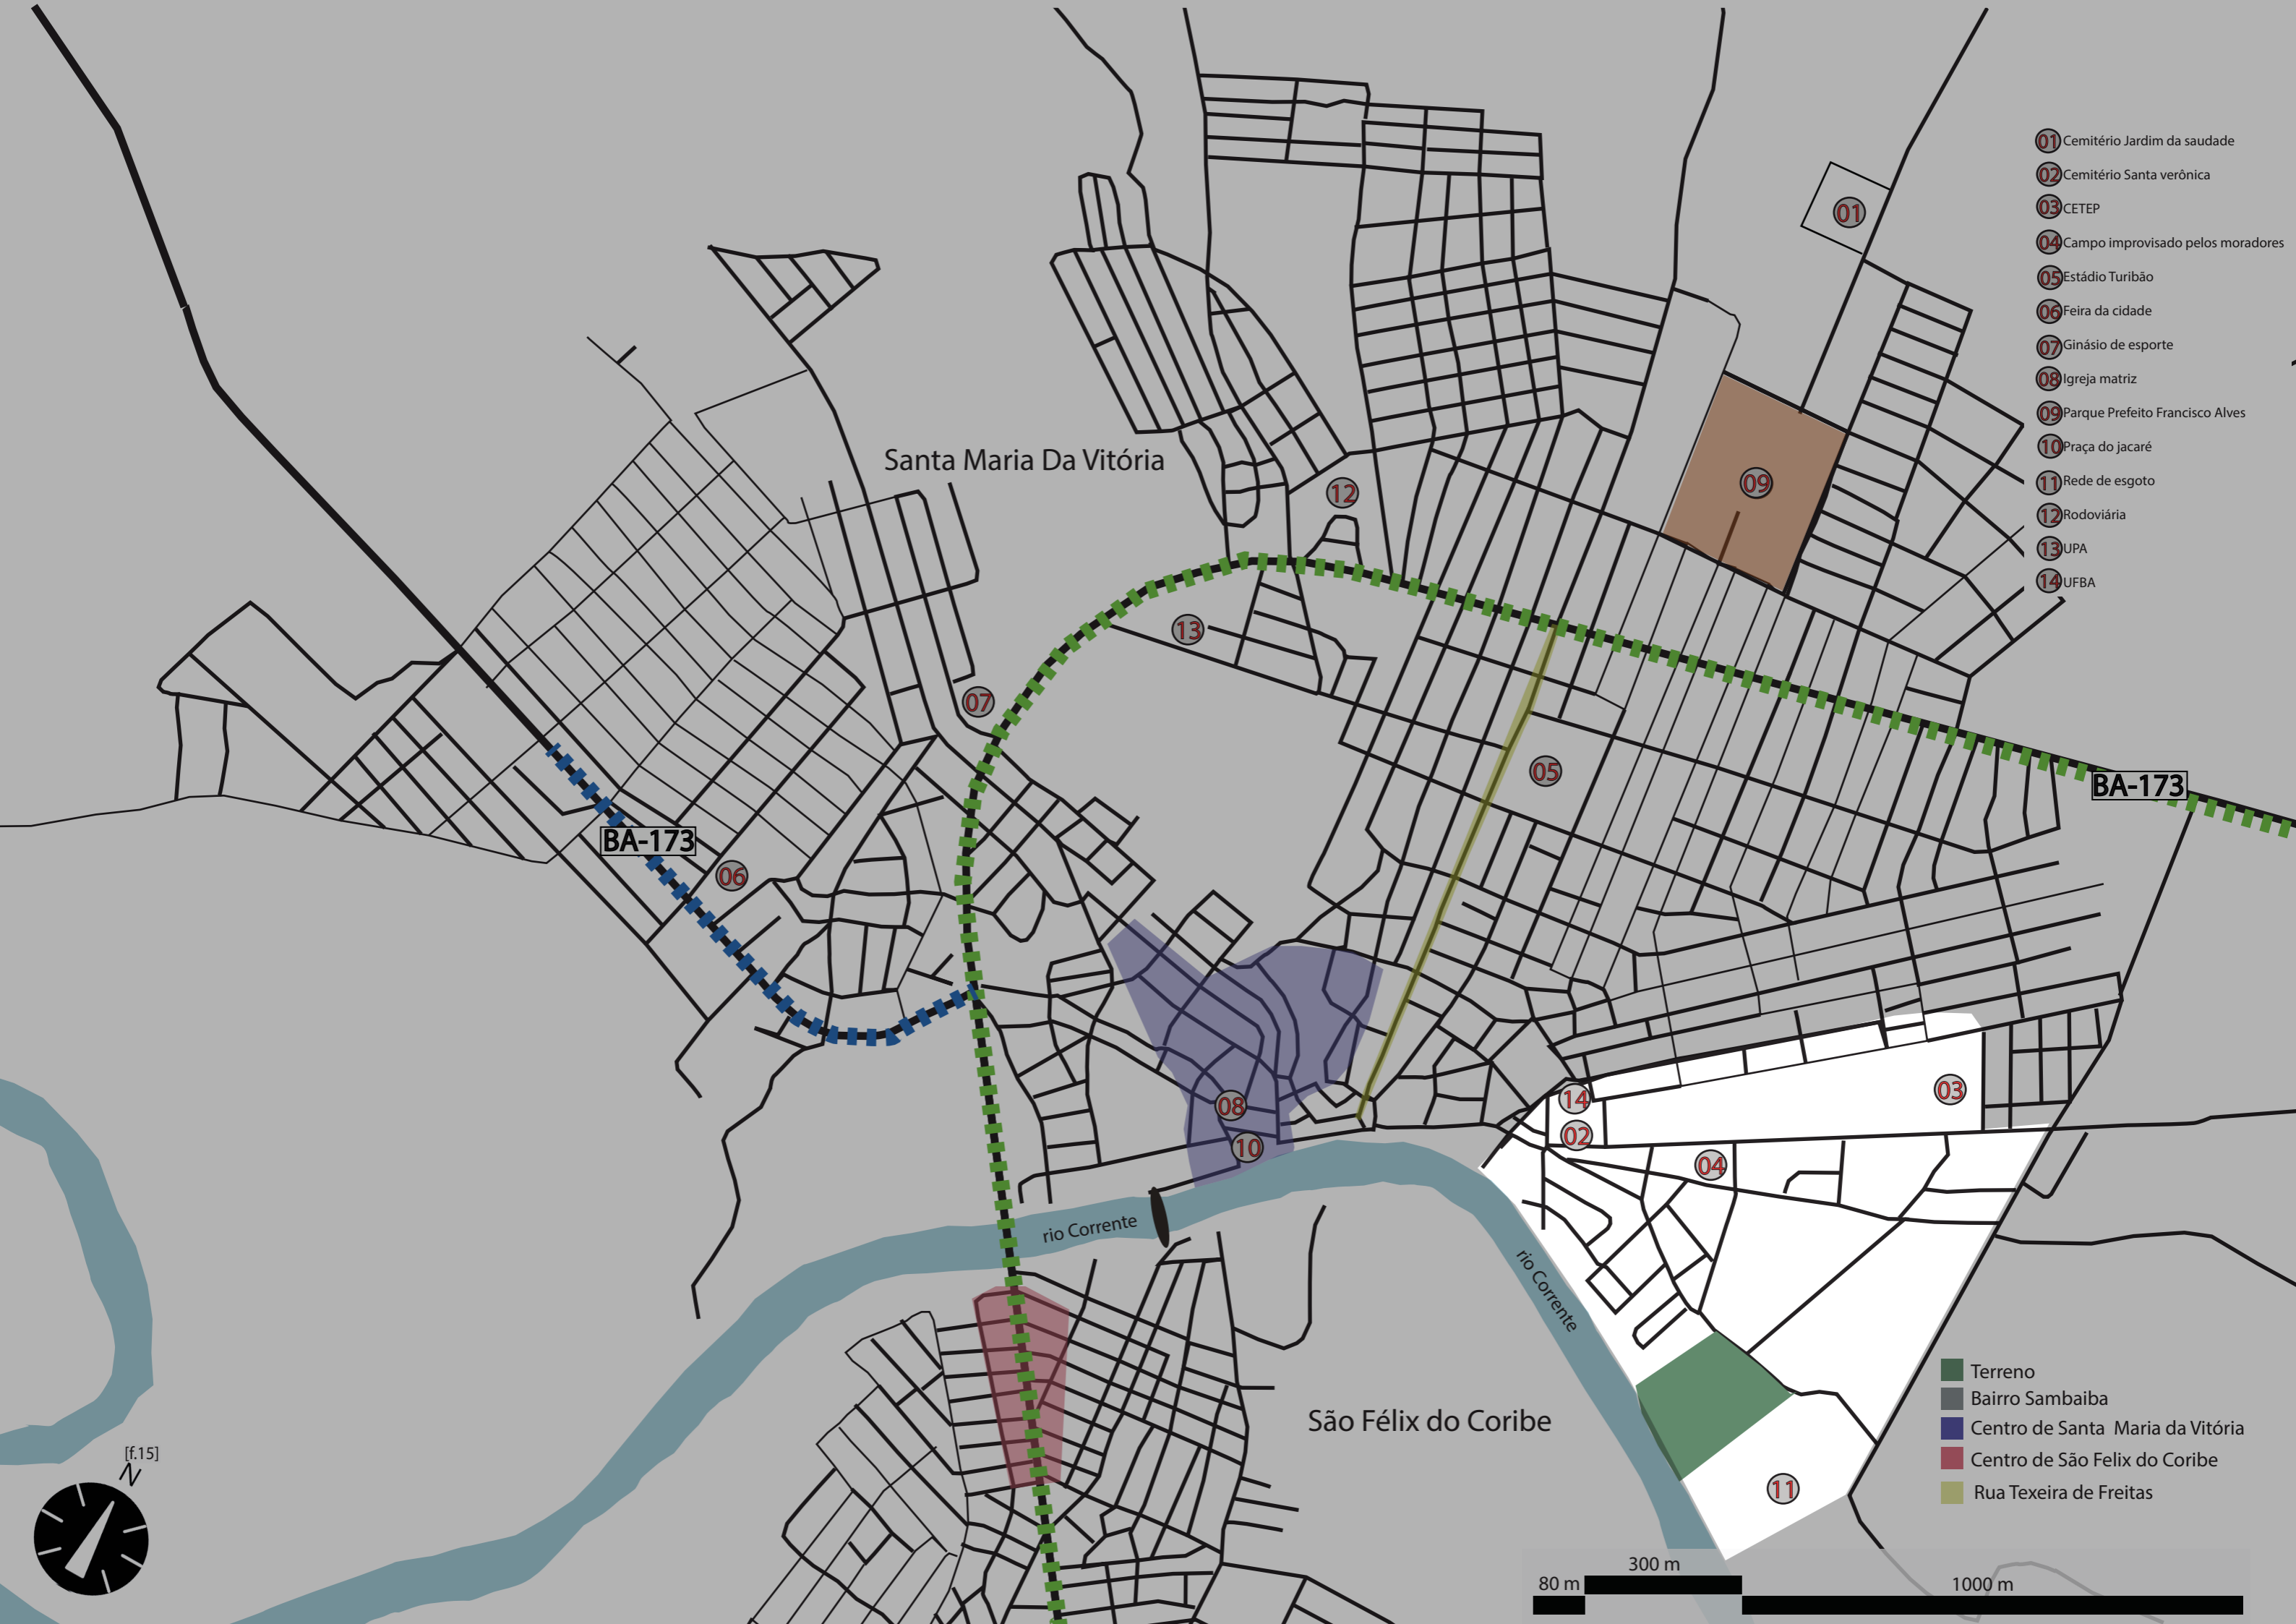 01 Cemitério Jardim da saudade
02 Cemitério Santa verônica
03 CETEP
04 Campo improvisado pelos moradores
05 Estádio Turibão
06 Feira da cidade
07 Ginásio de esporte
08 Igreja matriz
09 Parque Prefeito Francisco Alves
10 Praça do jacaré
11 Rede de esgoto
12 Rodoviária
13 UPA
14 UFBA
01
Santa Maria Da Vitória
09
12
13
07
05
BA-173
BA-173
06
08
10
14
02
03
04
rio Corrente
rio Corrente
São Félix do Coribe
11
Terreno
Bairro Sambaiba
Centro de Santa Maria da Vitória
Centro de São Felix do Coribe
Rua Texeira de Freitas
[f.15]
N
80 m
300 m
1000 m